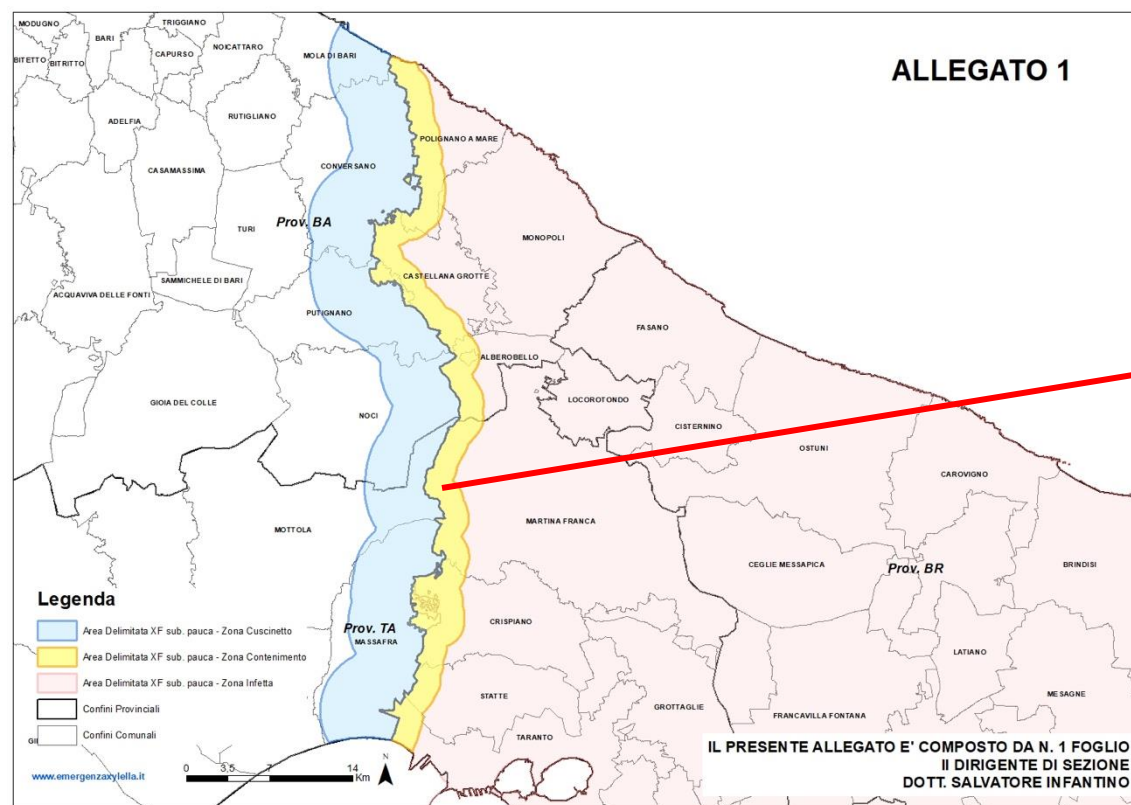 ALLEGATO 1
MODUGNO
BARI
TRIGGIANO
BITETTO
BITRITTO
CAPURSO
NOICATTARO
MOLA DI BARI
ADELFIA
RUTIGLIANO
POLIGNANO A MARE
CASAMASSIMA
CONVERSANO
Prov. BA
TURI
MONOPOLI
SAMMICHELE DI BARI
CASTELLANA GROTTE
ACQUAVIVA DELLE FONTI
PUTIGNANO
FASANO
ALBEROBELLO
GIOIA DEL COLLE
NOCI
LOCOROTONDO
CISTERNINO
OSTUNI
CAROVIGNO
MOTTOLA
MARTINA FRANCA
CEGLIE MESSAPICA
Prov. BR
BRINDISI
CRISPIANO
Prov. TA
MASSAFRA
LATIANO
STATTE
GROTTAGLIE
MESAGNE
FRANCAVILLA FONTANA
TARANTO
Legenda
Area Delimitata XF sub. pauca - Zona Cuscinetto
Area Delimitata XF sub. pauca - Zona Contenimento
Area Delimitata XF sub. pauca - Zona Infetta
Confini Provinciali
Confini Comunali
www.emergenzaxylella.it
0 3,5 7 14
Km
N
IL PRESENTE ALLEGATO E' COMPOSTO DA N. 1 FOGLIO
Il DIRIGENTE DI SEZIONE
DOTT. SALVATORE INFANTINO